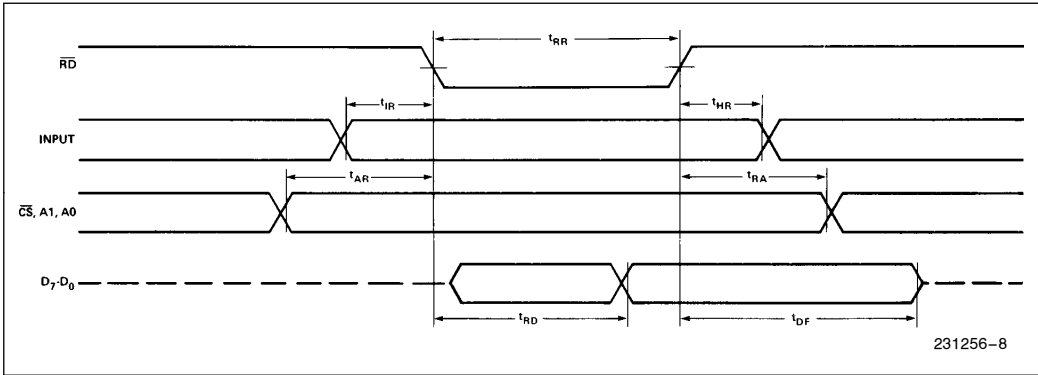 tRR
RD
tIR
tHR
INPUT
tAR
tRA
CS, A1, A0
D7-D0
tRD
tDF
231256-8